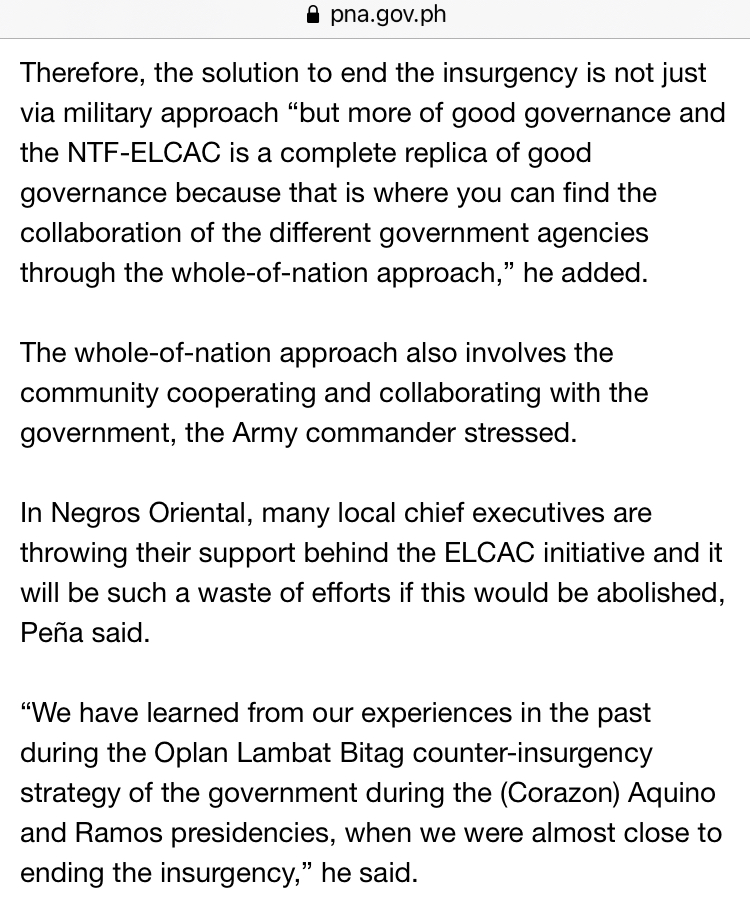 pna.gov.ph
Therefore, the solution to end the insurgency is not just
via military approach “but more of good governance and
the NTF-ELCAC is a complete replica of good
governance because that is where you can find the
collaboration of the different government agencies
through the whole-of-nation approach,” he added.
The whole-of-nation approach also involves the
community cooperating and collaborating with the
government, the Army commander stressed.
In Negros Oriental, many local chief executives are
throwing their support behind the ELCAC initiative and it
will be such a waste of efforts if this would be abolished,
Peña said.
“We have learned from our experiences in the past
during the Oplan Lambat Bitag counter-insurgency
strategy of the government during the (Corazon) Aquino
and Ramos presidencies, when we were almost close to
ending the insurgency,” he said.